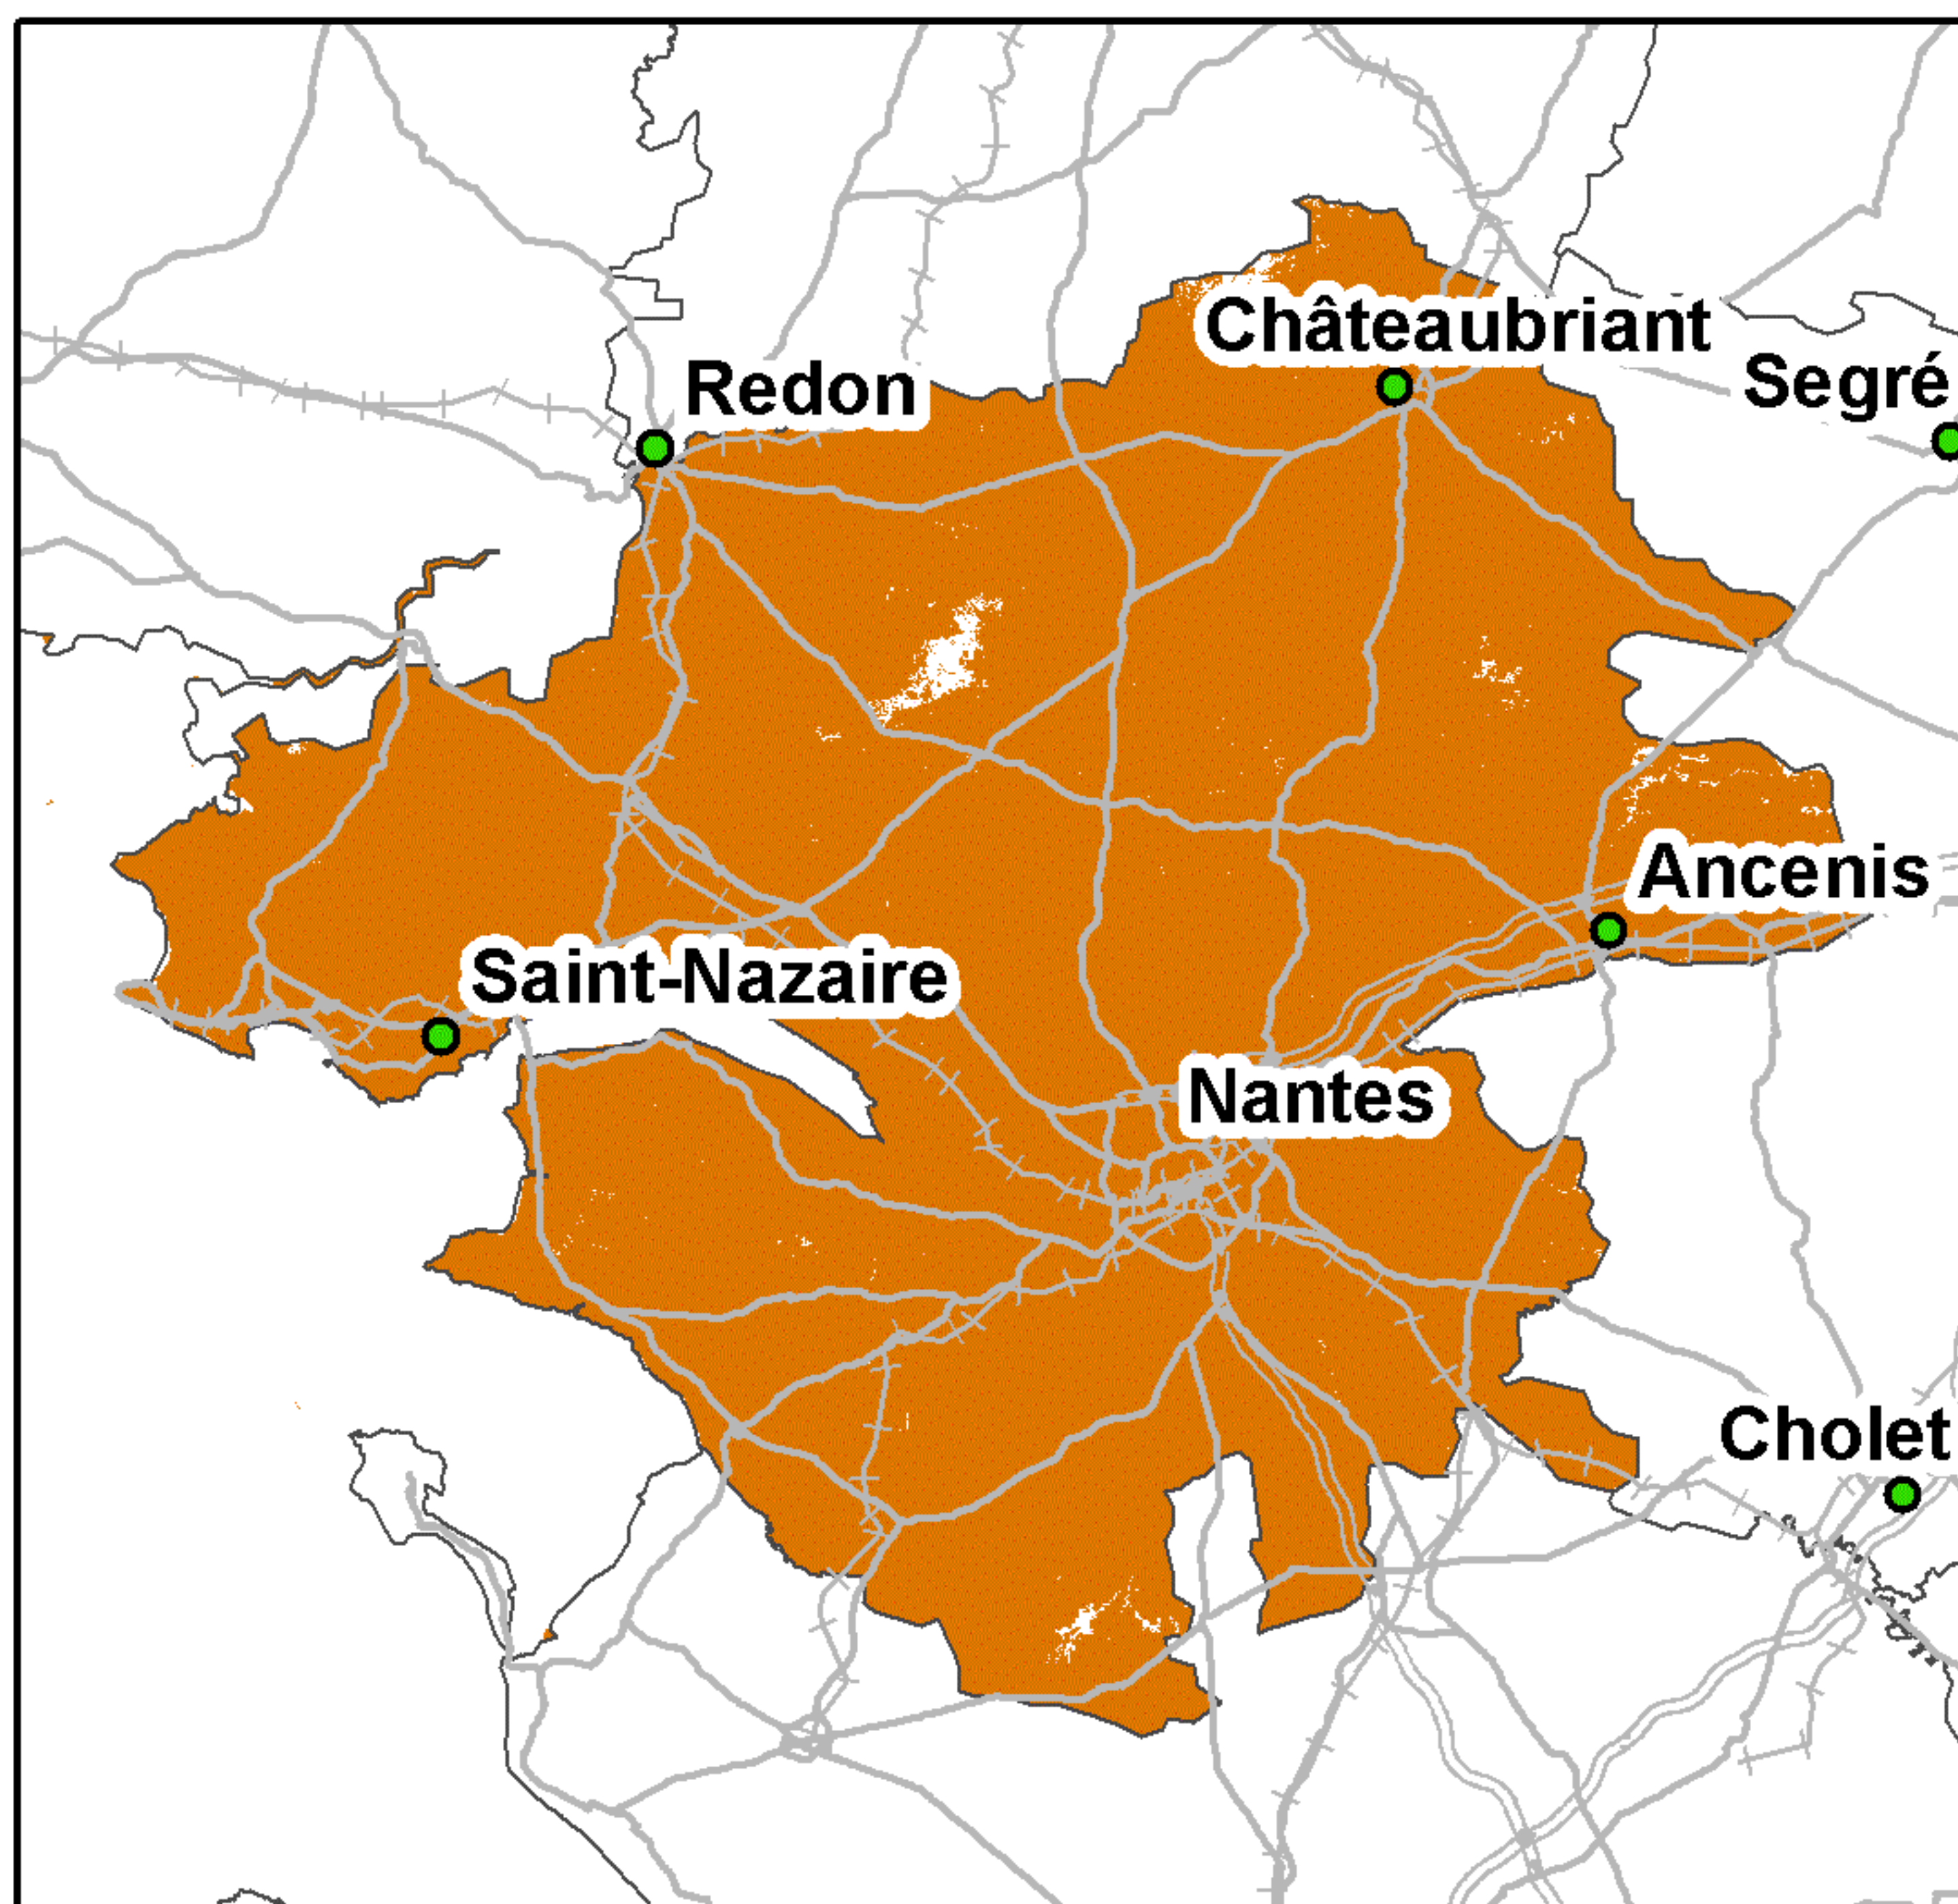 Châteaubriant
Redon
Segré
Ancenis
Saint-Nazaire
Nantes
Cholet